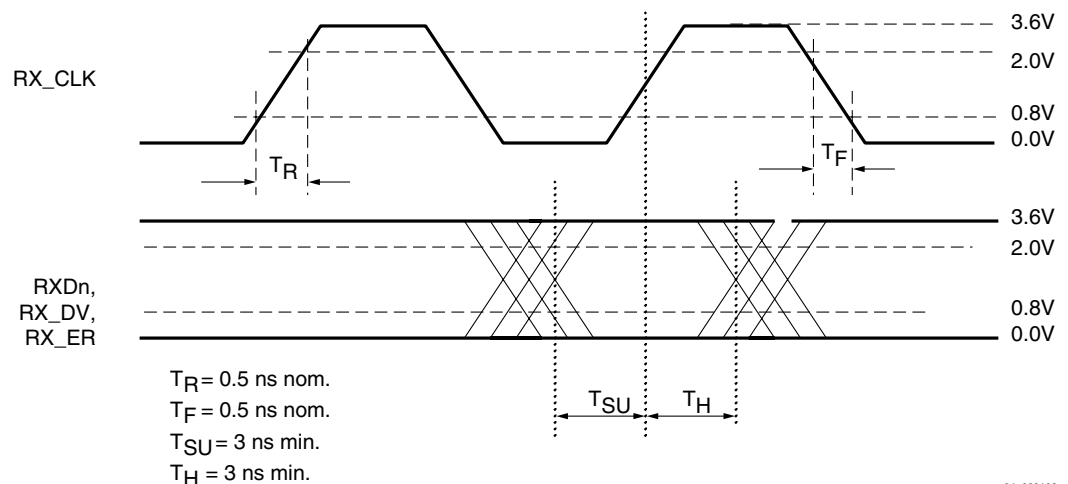 3.6V
2.0V
RX_CLK
0.8V
0.0V
TR
TF
3.6V
2.0V
RXDn,
RX_DV,
RX_ER
0.8V
0.0V
TR = 0.5 ns nom.
TF = 0.5 ns nom.
TSU = 3 ns min.
TH = 3 ns min.
TSU
TH